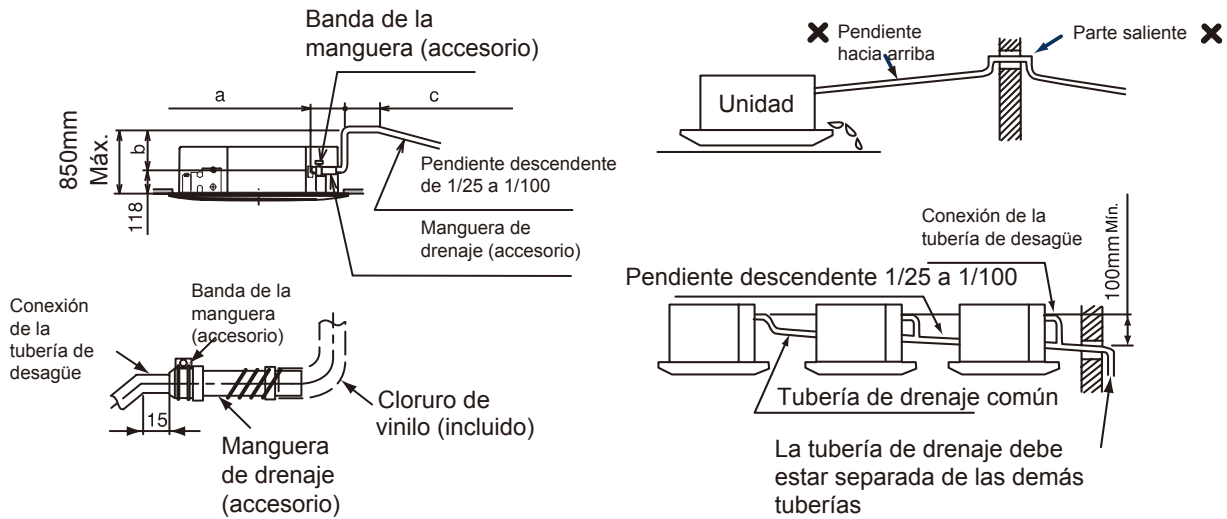 Banda de la
manguera (accesorio)
a
c
850mm
Máx.
b
118
Pendiente descendente
de 1/25 a 1/100
Manguera de
drenaje (accesorio)
Conexión
de la
tubería de
desagüe
Banda de la
manguera
(accesorio)
15
Manguera
de drenaje
(accesorio)
Cloruro de
vinilo (incluido)
Pendiente
hacia arriba
Parte saliente
Unidad
Conexión de la
tubería de desagüe
100mm Mín.
Pendiente descendente 1/25 a 1/100
Tubería de drenaje común
La tubería de drenaje debe
estar separada de las demás
tuberías